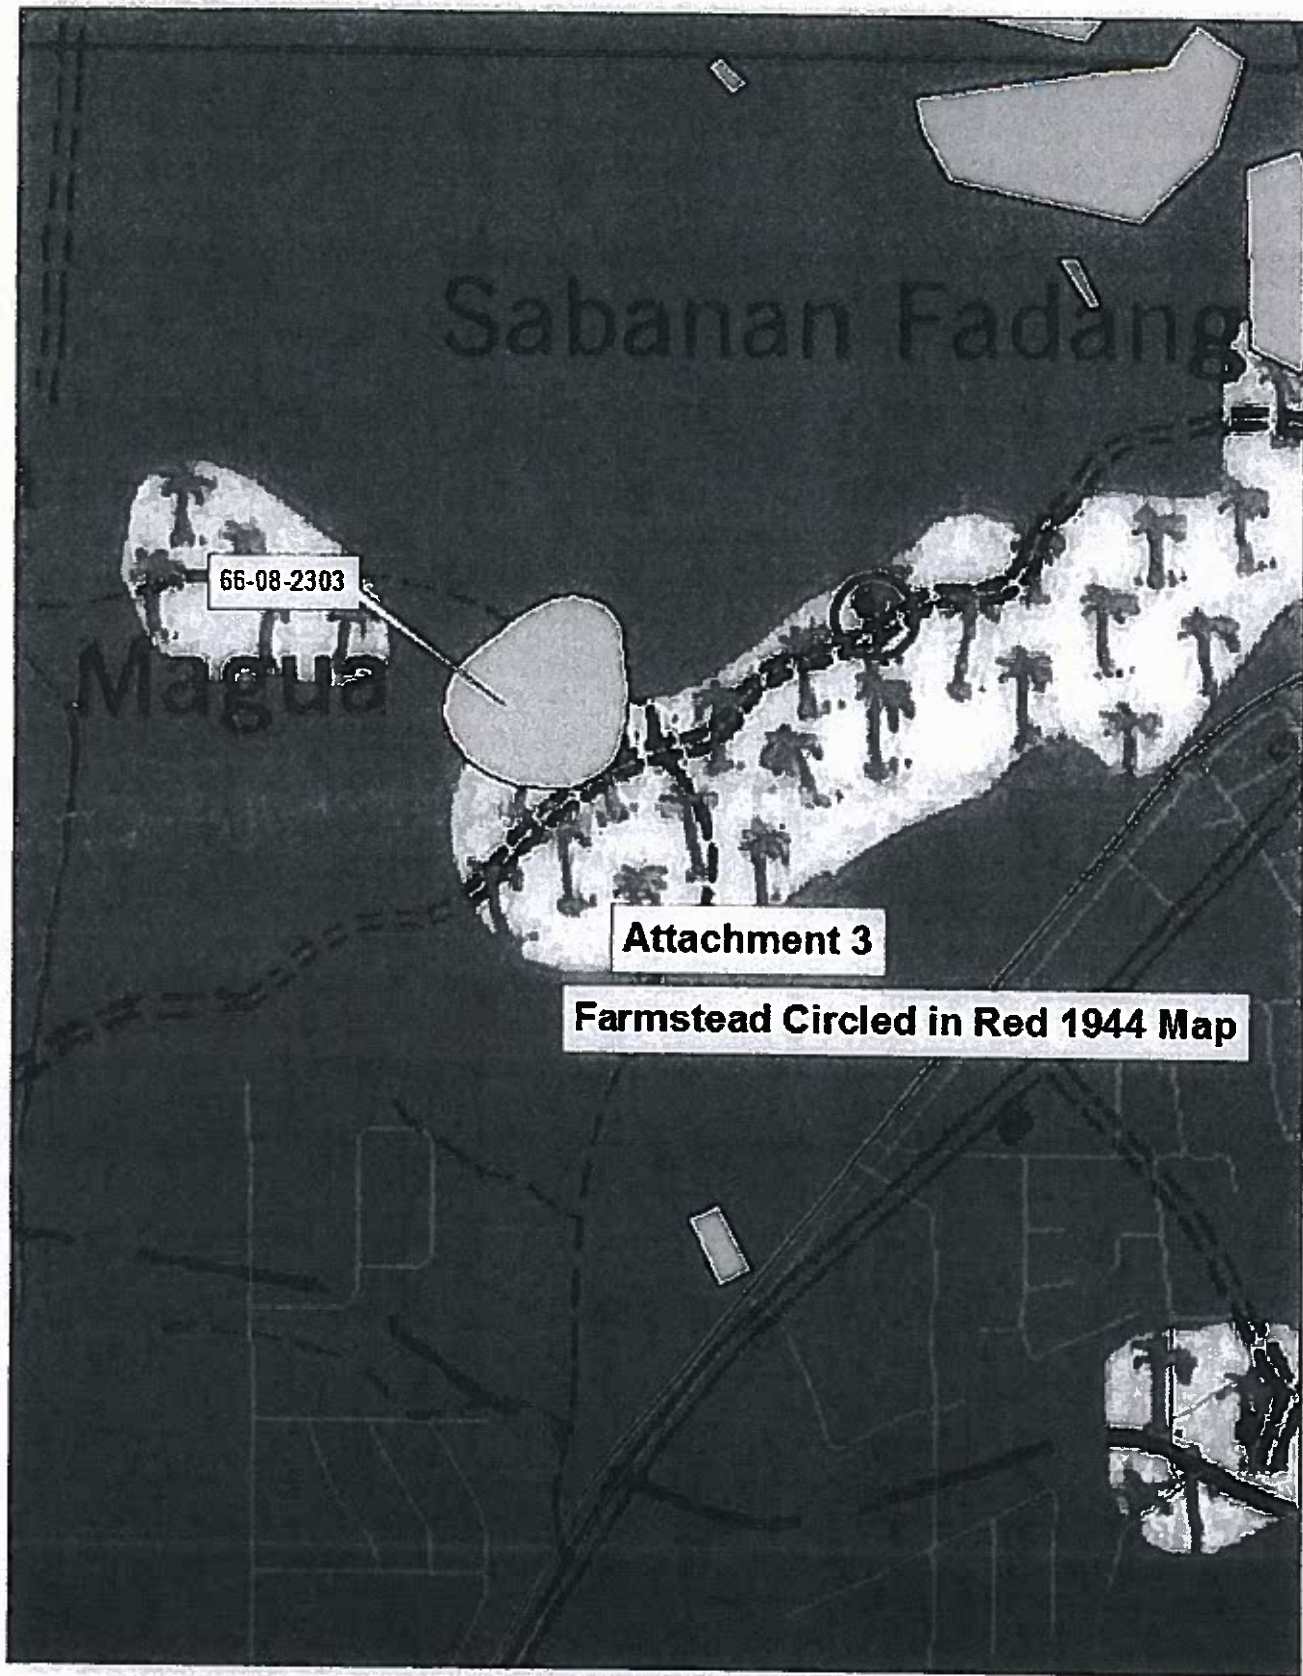 Sabanan Fadang
66-08-2303
Magua
Attachment 3
Farmstead Circled in Red 1944 Map